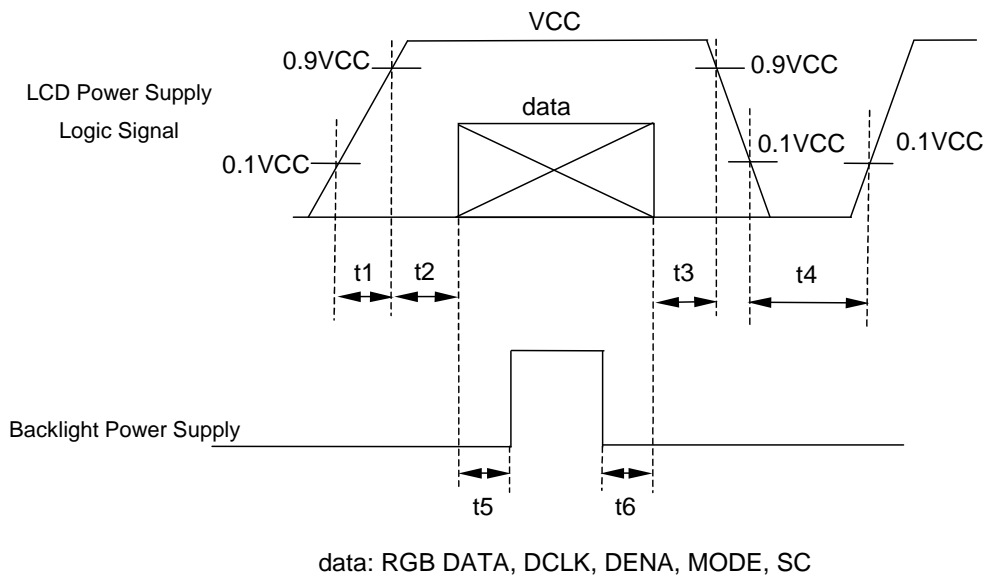 VCC
0.9VCC
0.9VCC
LCD Power Supply
Logic Signal
data
0.1VCC
0.1VCC
0.1VCC
t1
t2
t3
t4
Backlight Power Supply
t5
t6
data: RGB DATA, DCLK, DENA, MODE, SC